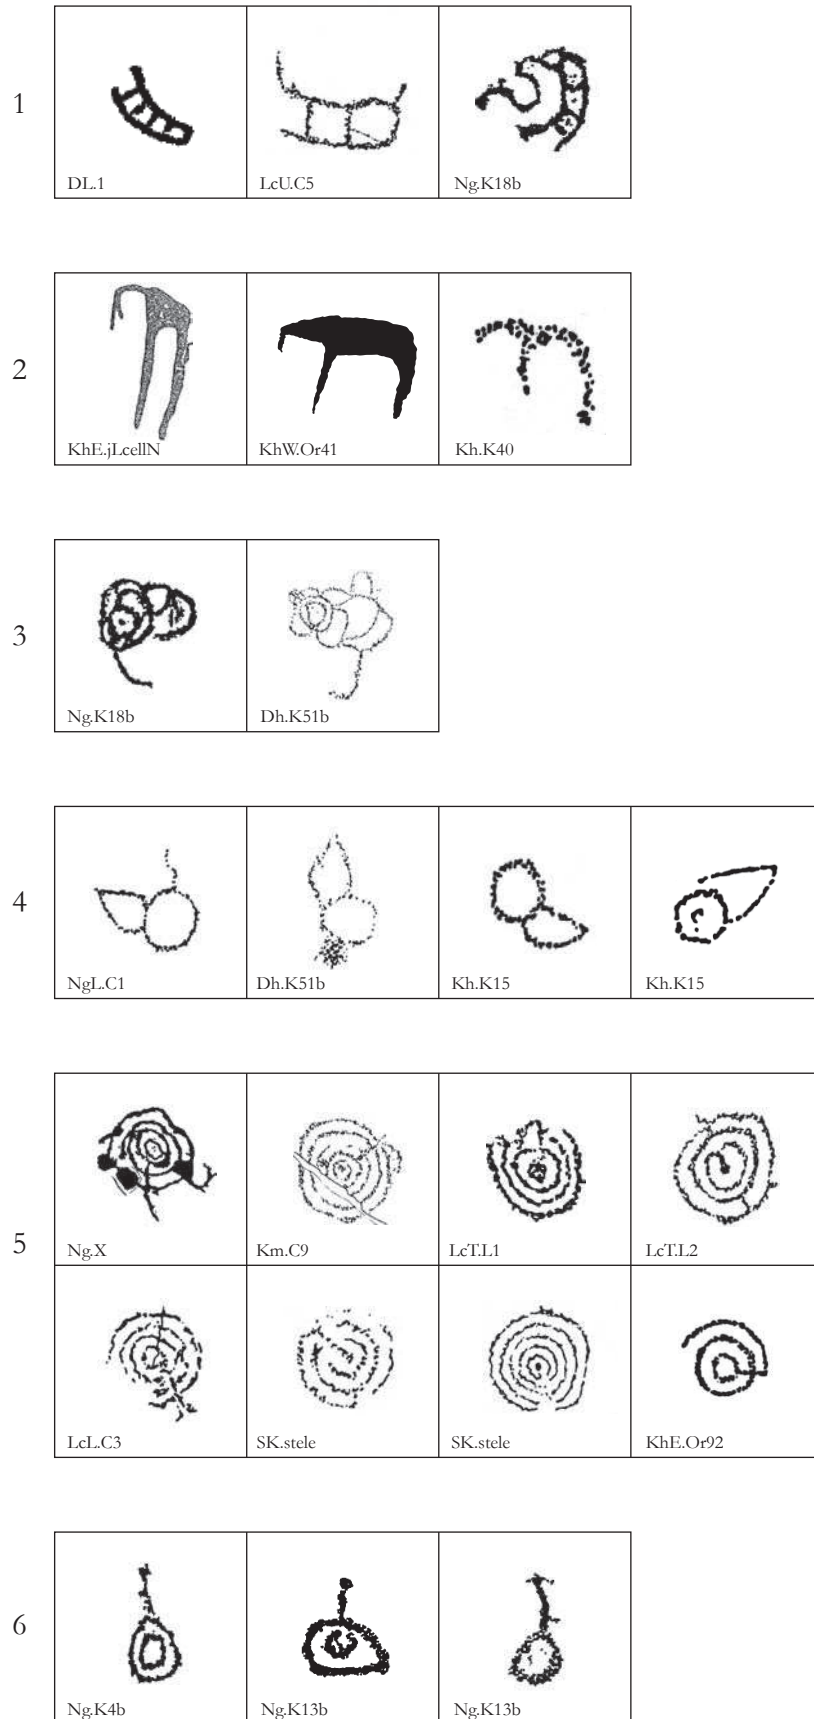 1
DL.1 LcU.C5 Ng.K18b
2
KhE.jLcellN KhW.Or41 Kh.K40
3
Ng.K18b Dh.K51b
4
NgL.C1 Dh.K51b Kh.K15 Kh.K15
5
Ng.X Km.C9 LcT.L1 LcT.L2
LcL.C3 SK.stele SK.stele KhE.Or92
6
Ng.K4b Ng.K13b Ng.K13b